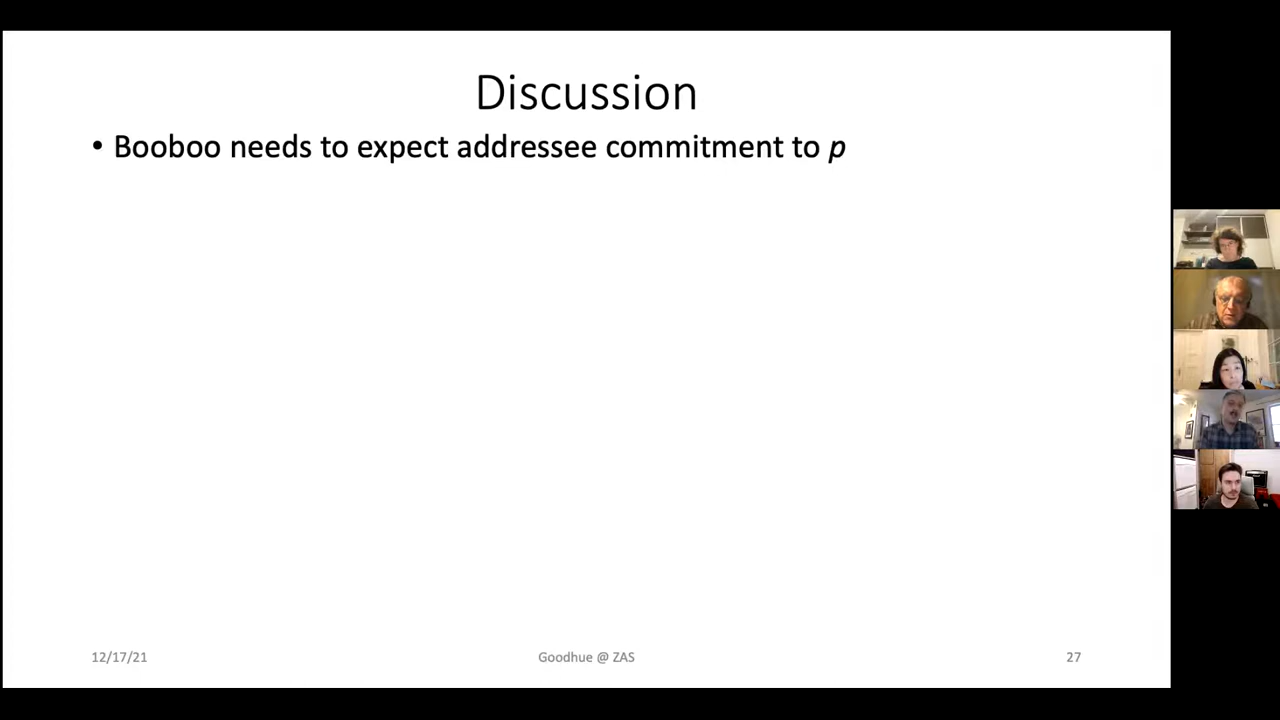 Discussion
• Booboo needs to expect addressee commitment to p
12/17/21
Goodhue @ ZAS
27